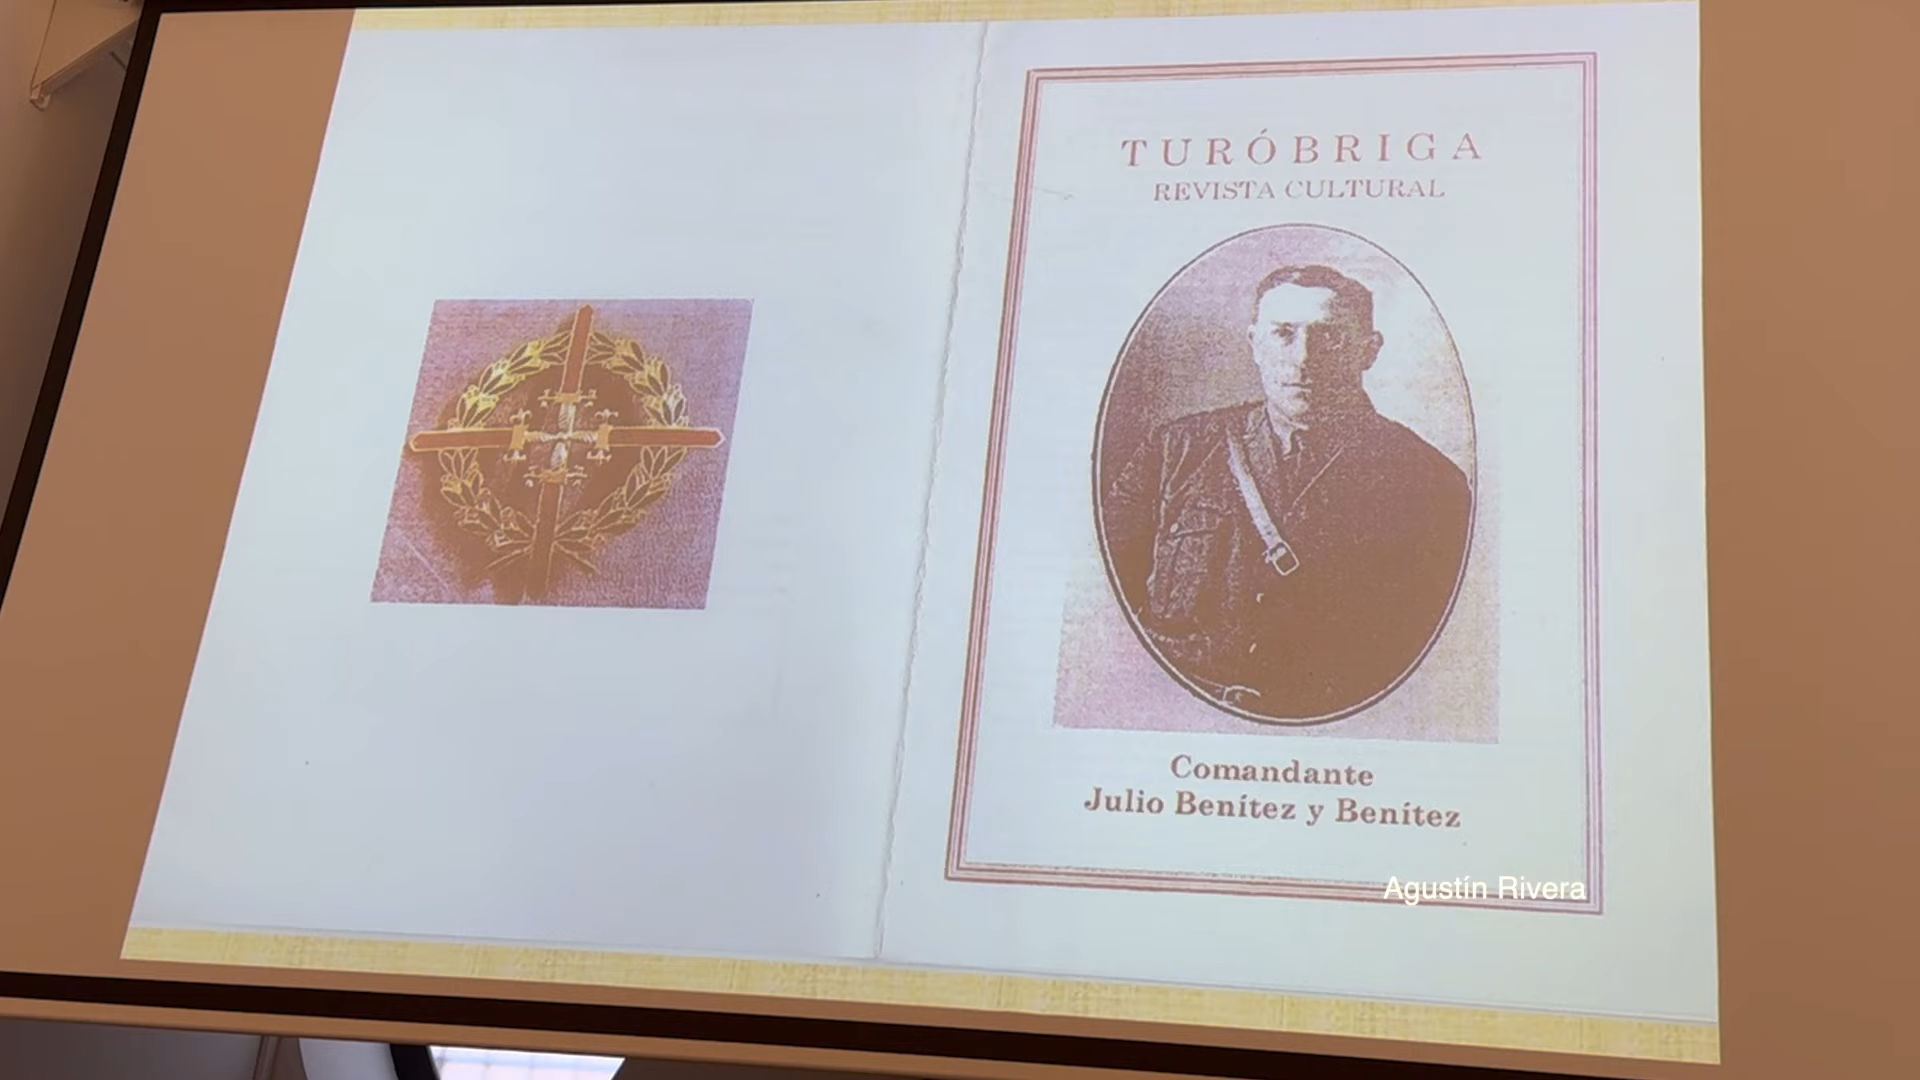 TURÓBRIGA
REVISTA CULTURAL
Comandante
Julio Benítez y Benítez
Agustín Rivera